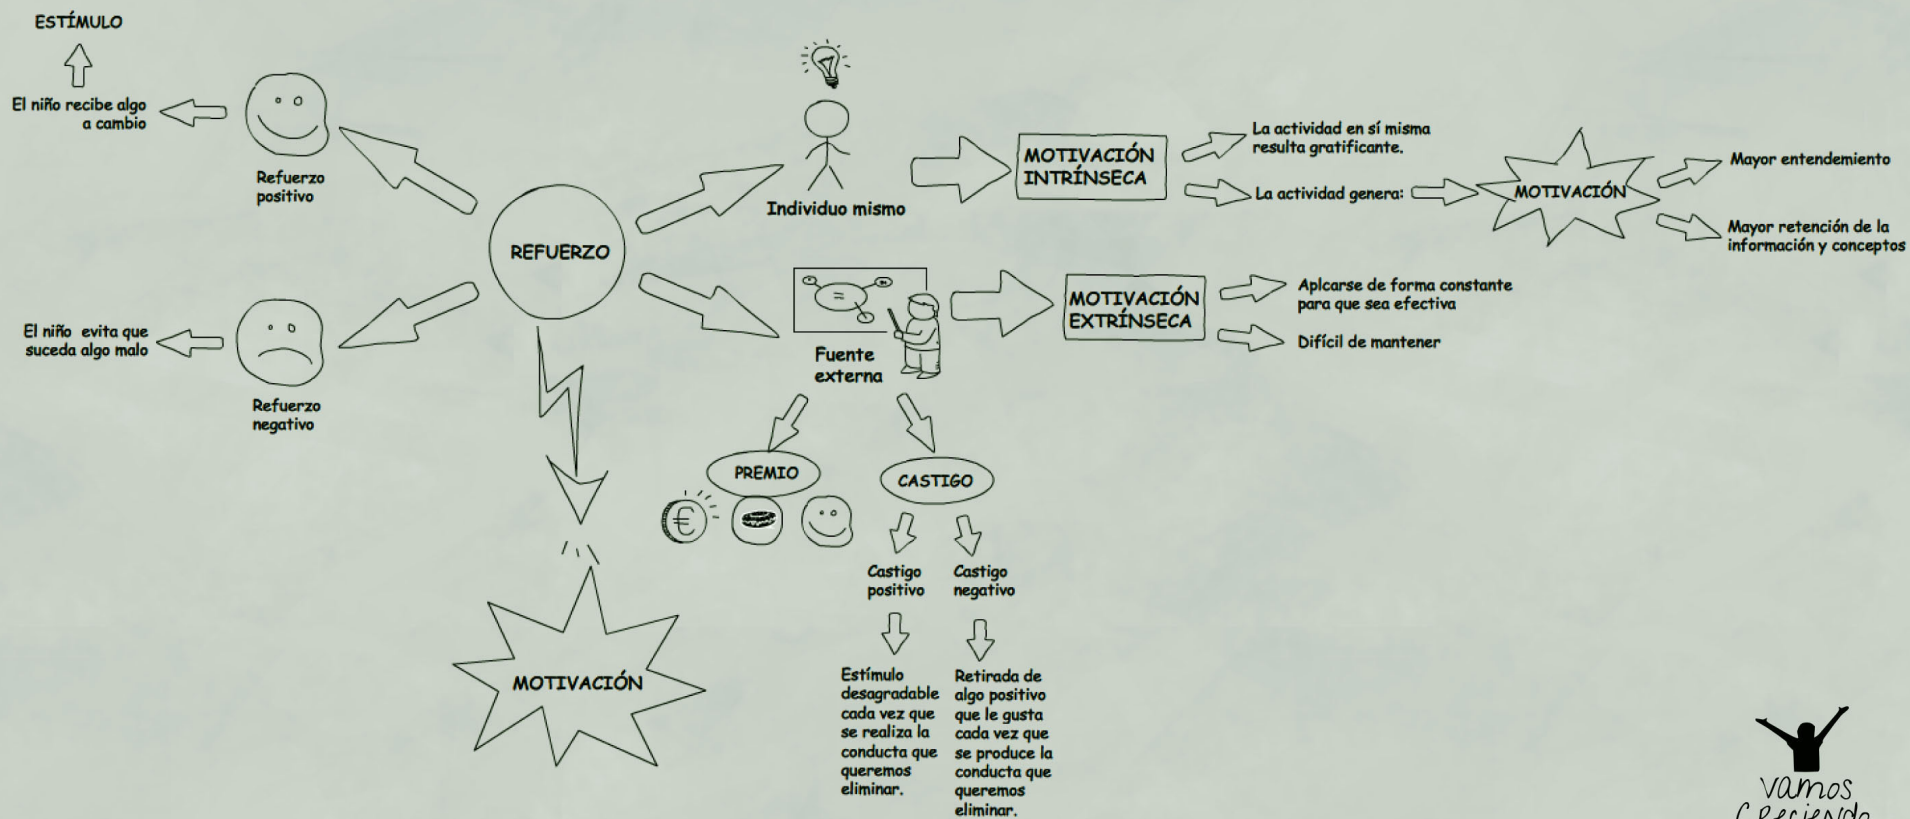 ESTÍMULO
El niño recibe algo
a cambio
Refuerzo
positivo
El niño evita que
suceda algo malo
Refuerzo
negativo
REFUERZO
MOTIVACIÓN
Individuo mismo
MOTIVACIÓN
INTRÍNSECA
La actividad en sí misma
resulta gratificante.
La actividad genera:
MOTIVACIÓN
Mayor entendemiento
Mayor retención de la
información y conceptos
Fuente
externa
MOTIVACIÓN
EXTRÍNSECA
Aplcarse de forma constante
para que sea efectiva
Difícil de mantener
PREMIO
€
CASTIGO
Castigo
positivo
Estímulo
desagradable
cada vez que
se realiza la
conducta que
queremos
eliminar.
Castigo
negativo
Retirada de
algo positivo
que le gusta
cada vez que
se produce la
conducta que
queremos
eliminar.
vamos
creciendo